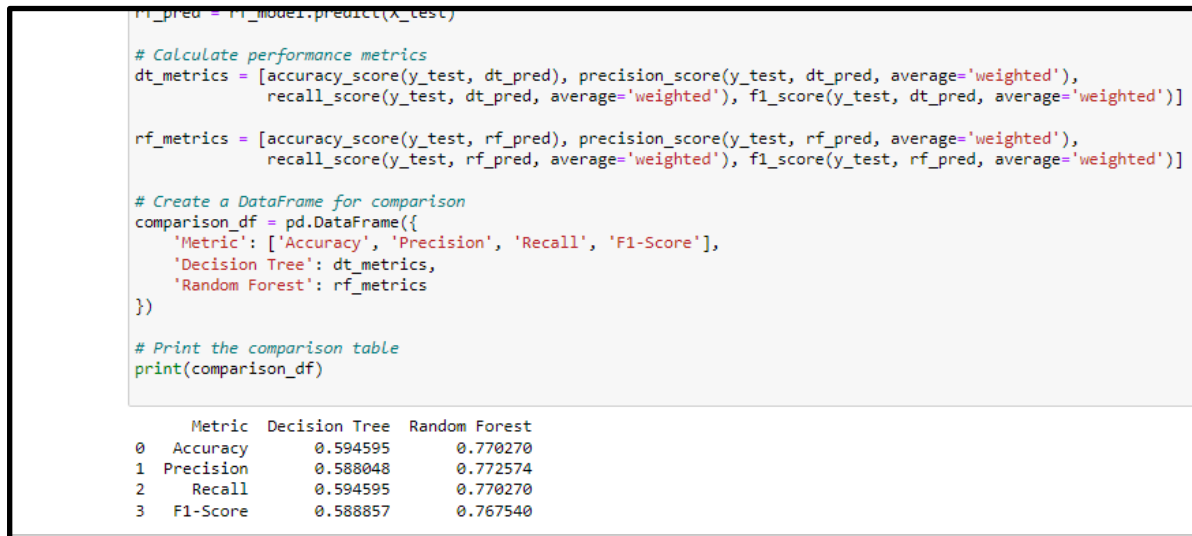 rf_pred = rf_model.predict(X_test)
# Calculate performance metrics
dt_metrics = [accuracy_score(y_test, dt_pred), precision_score(y_test, dt_pred, average='weighted'),
recall_score(y_test, dt_pred, average='weighted'), f1_score(y_test, dt_pred, average='weighted')]
rf_metrics = [accuracy_score(y_test, rf_pred), precision_score(y_test, rf_pred, average='weighted'),
recall_score(y_test, rf_pred, average='weighted'), f1_score(y_test, rf_pred, average='weighted')]
# Create a DataFrame for comparison
comparison_df = pd.DataFrame({
'Metric': ['Accuracy', 'Precision', 'Recall', 'F1-Score'],
'Decision Tree': dt_metrics,
'Random Forest': rf_metrics
})
# Print the comparison table
print(comparison_df)
Metric Decision Tree Random Forest
0 Accuracy 0.594595 0.770270
1 Precision 0.588048 0.772574
2 Recall 0.594595 0.770270
3 F1-Score 0.588857 0.767540